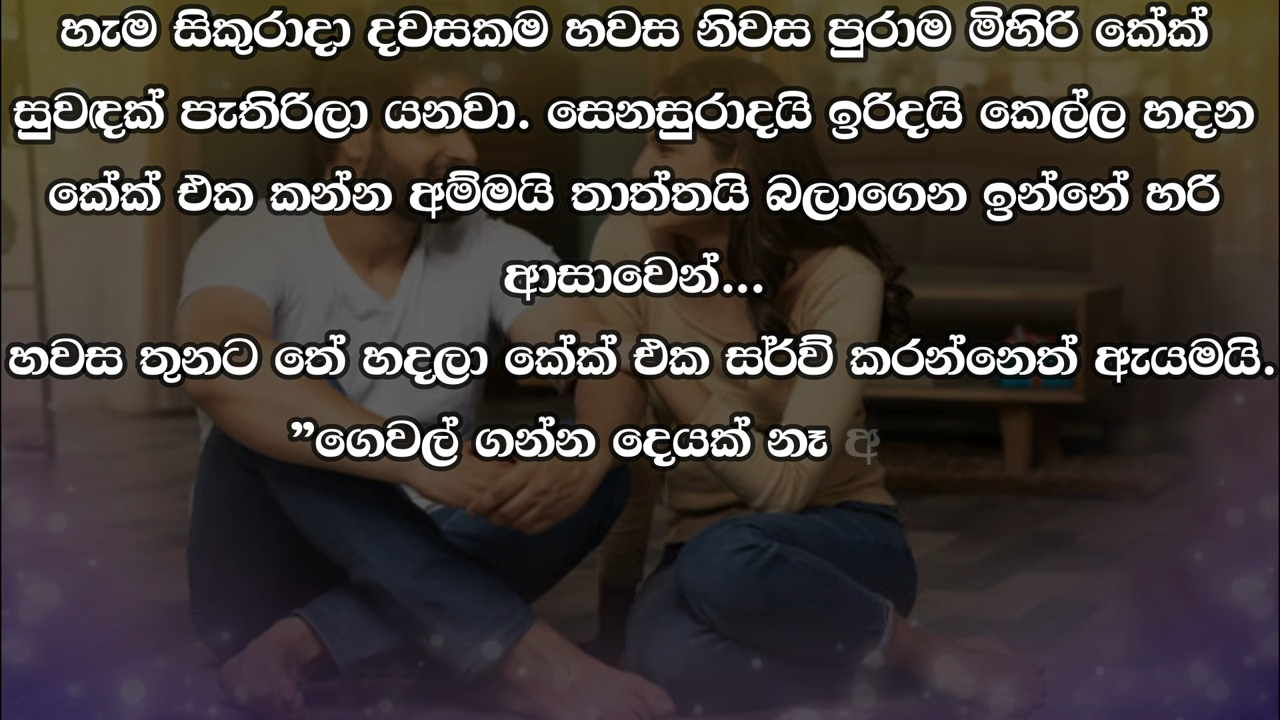 හැම සිකුරාදා දවසකම හවස නිවස පුරාම මිහිරි කේක්
සුවඳක් පැතිරිලා යනවා. සෙනසුරාදයි ඉරිදයි කෙල්ල හදන
කේක් එක කන්න අම්මයි තාත්තයි බලාගෙන ඉන්නේ හරි
ආසාවෙන්...
හවස තුනට තේ හදලා කේක් එක සර්ව් කරන්නෙත් ඇයමයි.
”ගෙවල් ගන්න දෙයක් නෑ අ